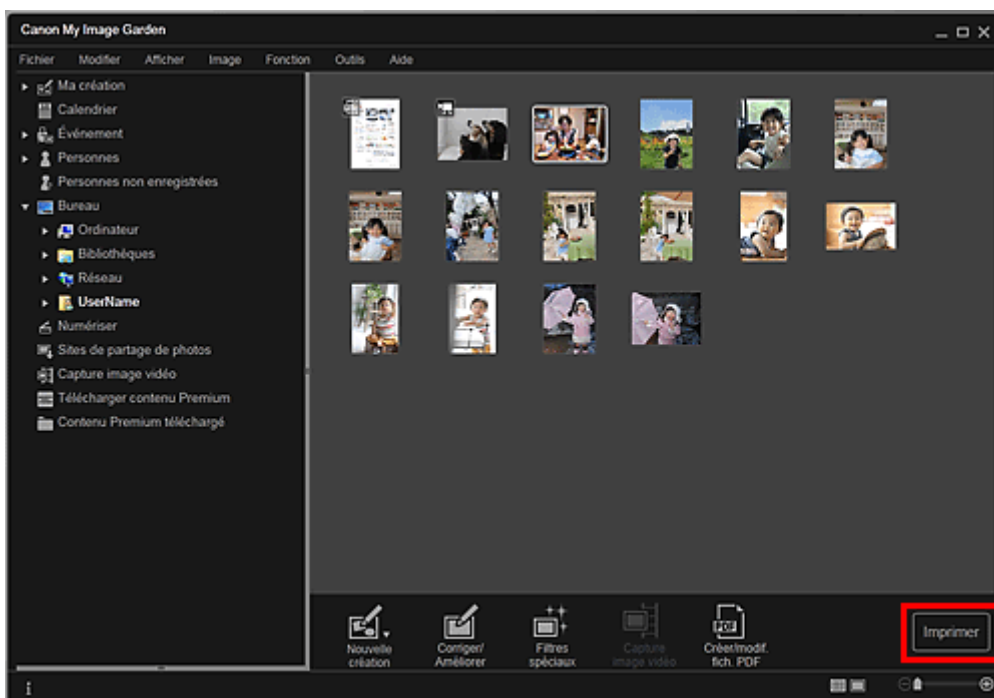 Canon My Image Garden
Fichier Modifier Afficher Image Fonction Outils Aide
Ma création
Calendrier
Événement
Personnes
Personnes non enregistrées
Bureau
Ordinateur
Bibliothèques
Réseau
UserName
Numériser
Sites de partage de photos
Capture image vidéo
Télécharger contenu Premium
Contenu Premium téléchargé
Nouvelle
création
Corriger/
Améliorer
Filtres
spéciaux
Capture
image vidéo
PDF
Créer/modif.
fich. PDF
Imprimer